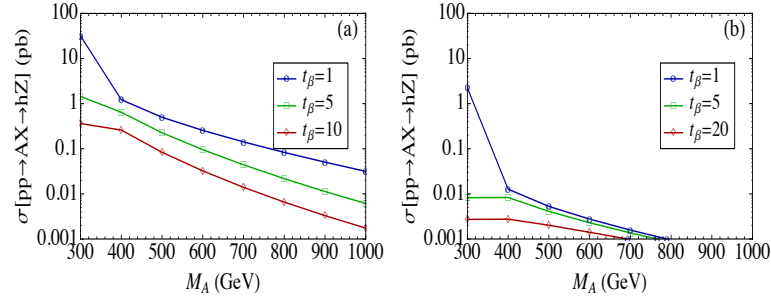 σ[pp→AX→hZ] (pb)
100
10
1
0.1
0.01
0.001
(a)
t_β=1
t_β=5
t_β=10
300 400 500 600 700 800 900 1000
M_A (GeV)
σ[pp→AX→hZ] (pb)
100
10
1
0.1
0.01
0.001
(b)
t_β=1
t_β=5
t_β=20
300 400 500 600 700 800 900 1000
M_A (GeV)